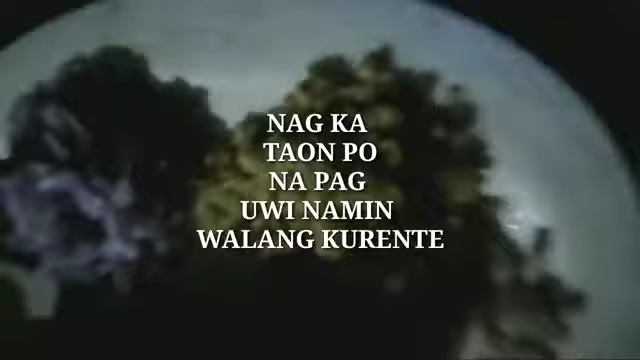 NAG KA
TAON PO
NA PAG
UWI NAMIN
WALANG KURENTE